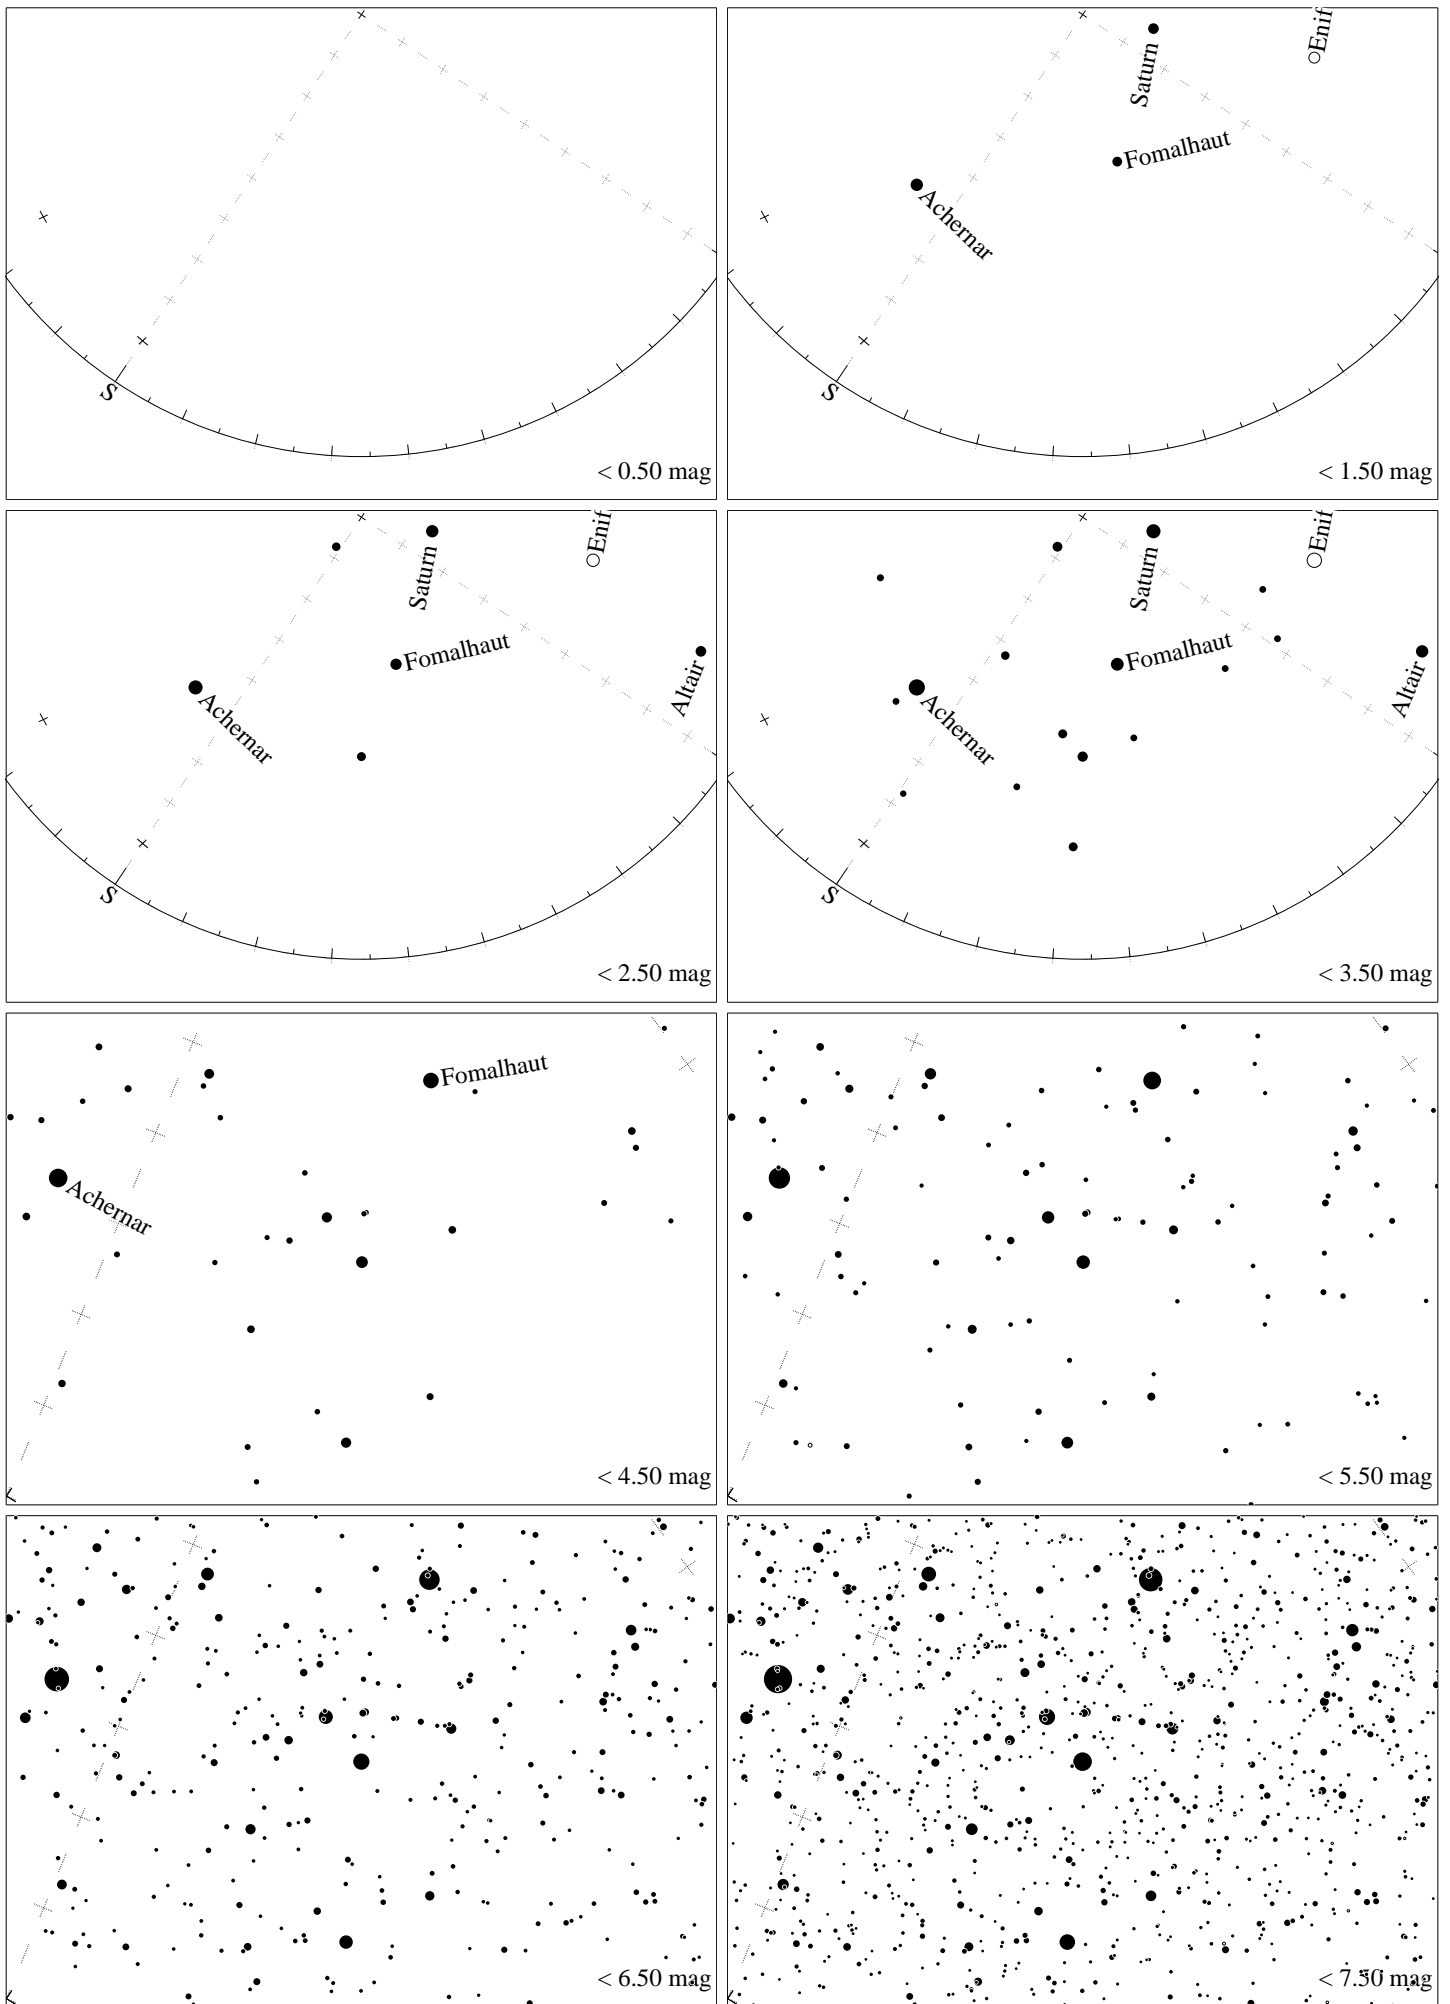 S
< 0.50 mag
Saturn
Enif
Fomalhaut
Achernar
S
< 1.50 mag
Saturn
Enif
Fomalhaut
Achernar
Altair
S
< 2.50 mag
Saturn
Enif
Fomalhaut
Achernar
Altair
S
< 3.50 mag
Fomalhaut
Achernar
< 4.50 mag
< 5.50 mag
< 6.50 mag
< 7.50 mag